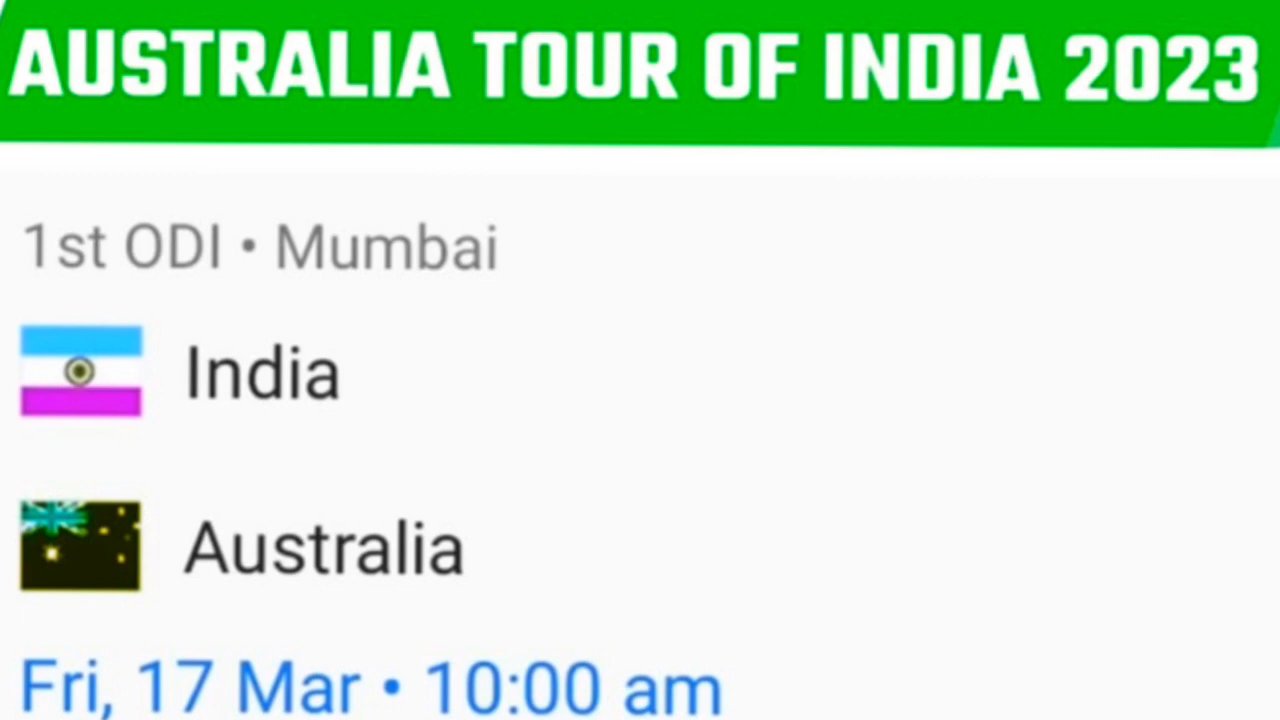 AUSTRALIA TOUR OF INDIA 2023
1st ODI • Mumbai
India
Australia
Fri, 17 Mar • 10:00 am